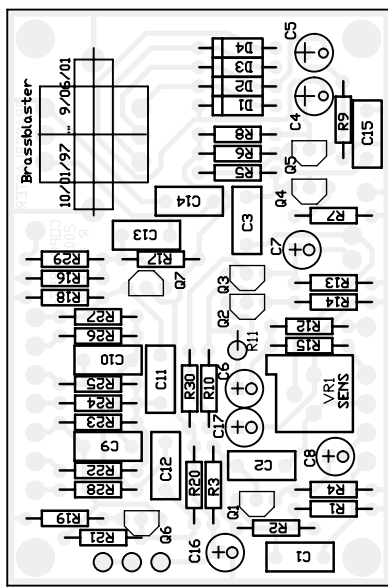 Brassblaster
10/01/97 ... 9/06/01
D4
D3
D2
D1
C5
C4
R9
C15
R8
R6
R5
Q5
Q4
C14
C3
R7
C13
C7
R29
R17
R16
R18
Q7
Q3
Q2
R13
R14
R27
R26
R11
R12
R15
C10
C11
R30
R10
C6
VR1
SENS
R25
R24
R23
C17
C9
C12
R22
R28
R20
R3
C2
C8
R4
R1
R19
R21
Q6
Q1
R2
C16
C1